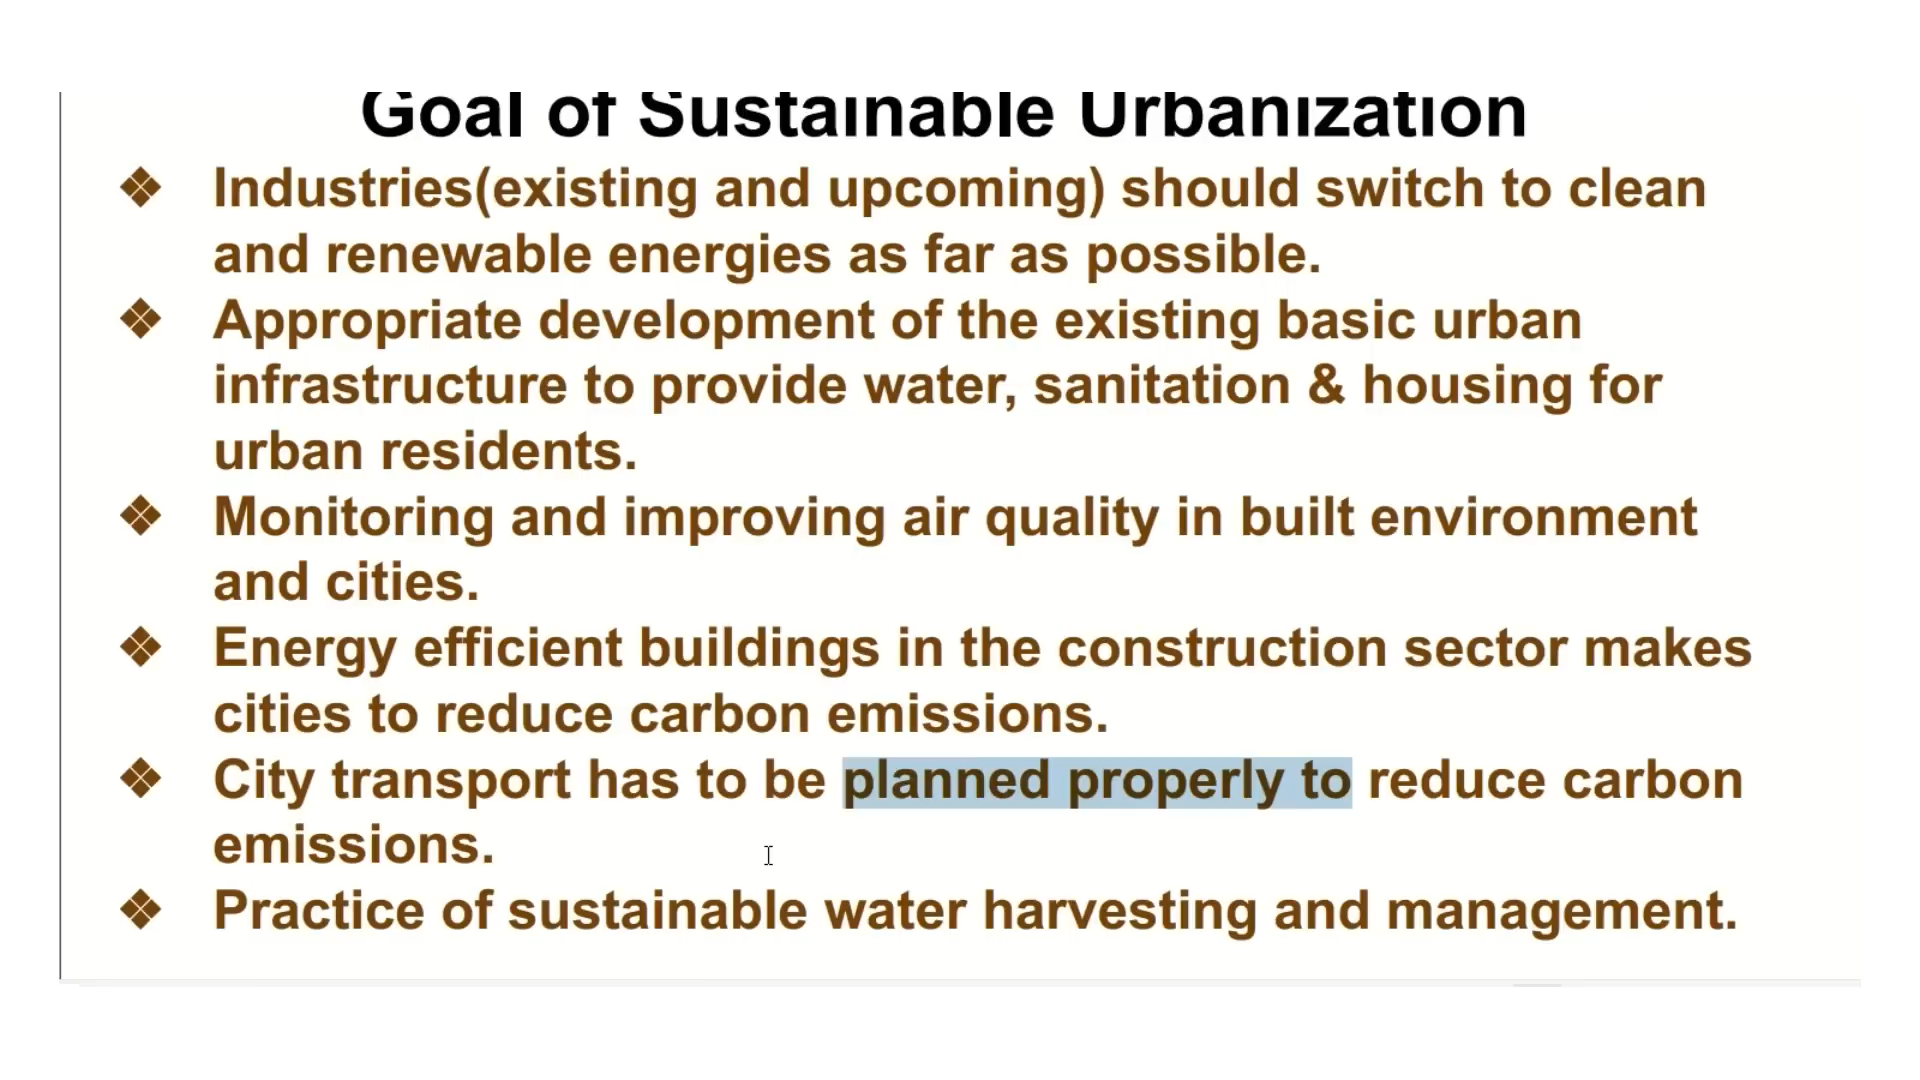 Goal of Sustainable Urbanization
❖ Industries(existing and upcoming) should switch to clean
and renewable energies as far as possible.
❖ Appropriate development of the existing basic urban
infrastructure to provide water, sanitation & housing for
urban residents.
❖ Monitoring and improving air quality in built environment
and cities.
❖ Energy efficient buildings in the construction sector makes
cities to reduce carbon emissions.
❖ City transport has to be planned properly to reduce carbon
emissions.
❖ Practice of sustainable water harvesting and management.